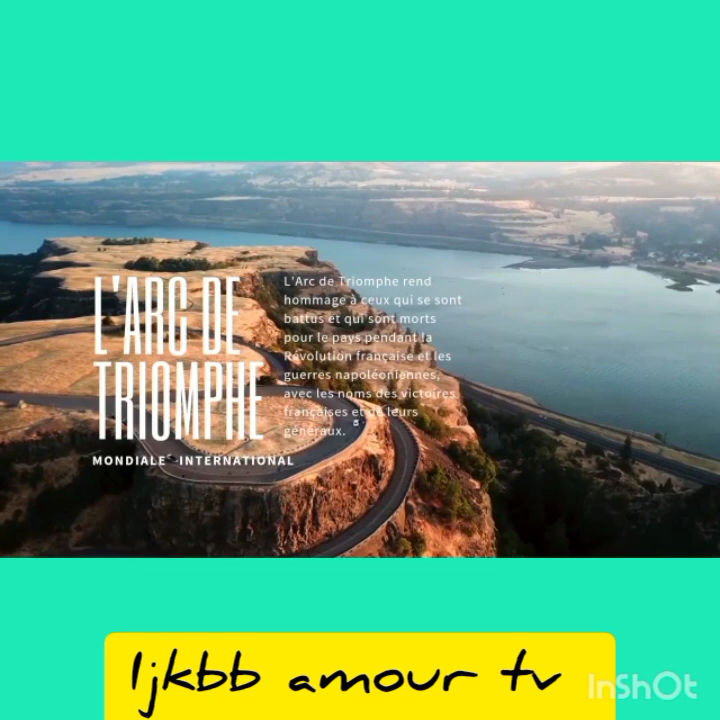 L'ARC DE
TRIOMPHE
MONDIALE INTERNATIONAL
L'Arc de Triomphe rend
hommage à ceux qui se sont
battus et qui sont morts
pour le pays pendant la
Révolution française et les
guerres napoléoniennes,
avec les noms des victoires
françaises et de leurs
généraux.
Ijkbb amour tv
InShOt